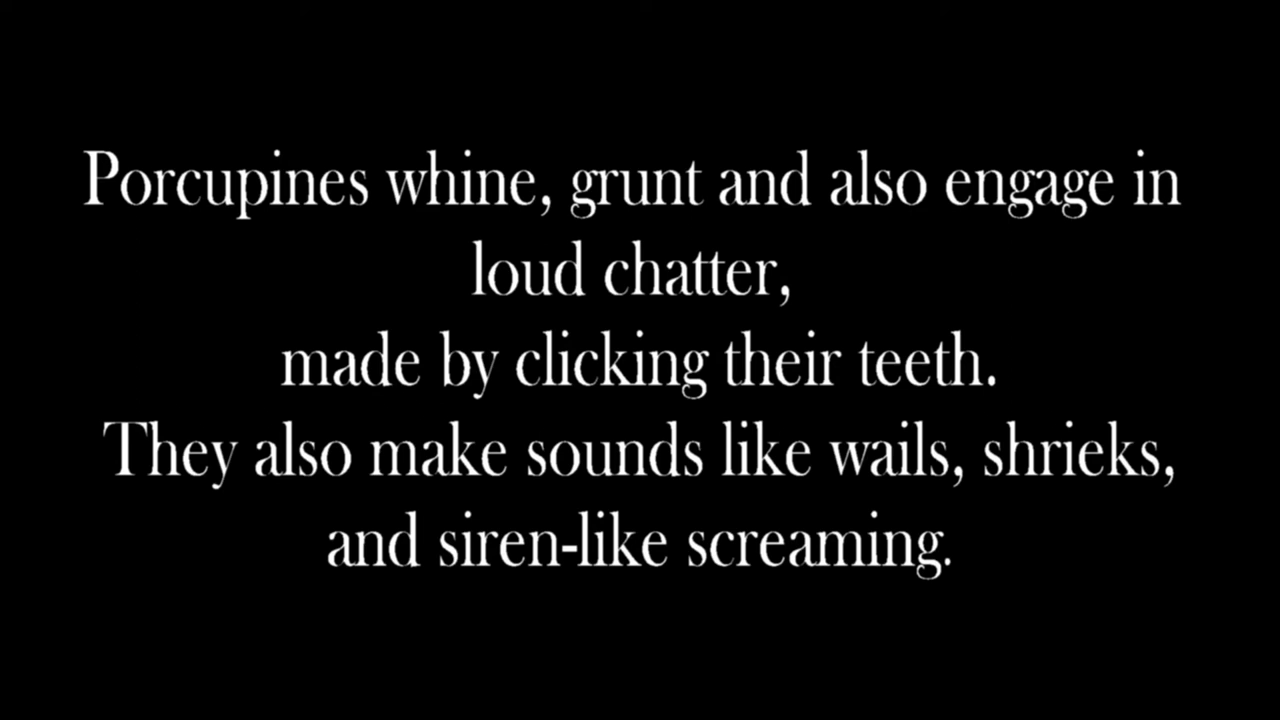 Porcupines whine, grunt and also engage in
loud chatter,
made by clicking their teeth.
They also make sounds like wails, shrieks,
and siren-like screaming.